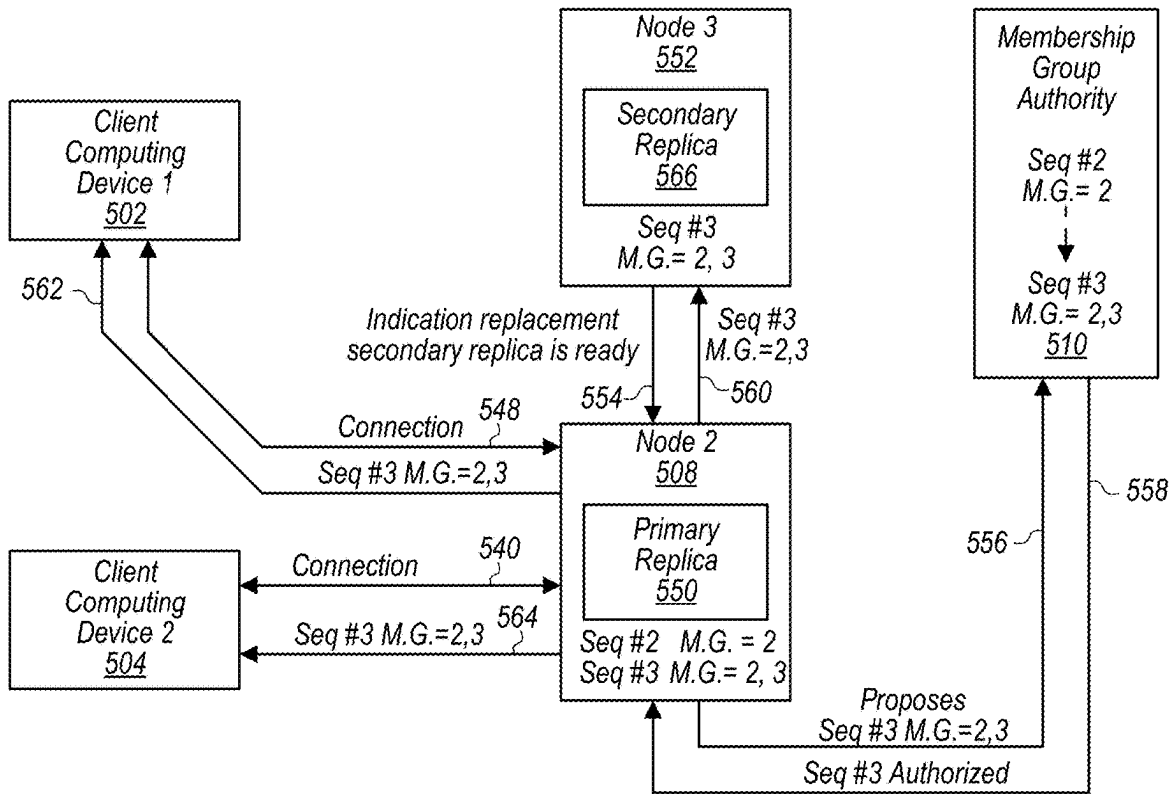 Node 3
552
Secondary
Replica
566
Seq #3
M.G.= 2, 3
Membership
Group
Authority
Seq #2
M.G.= 2
Seq #3
M.G.= 2,3
510
Client
Computing
Device 1
502
562
Indication replacement
secondary replica is ready
554
Seq #3
M.G.=2,3
560
Connection
548
Seq #3 M.G.=2,3
Node 2
508
Primary
Replica
550
Seq #2 M.G. = 2
Seq #3 M.G.= 2, 3
Client
Computing
Device 2
504
Connection
540
Seq #3 M.G.=2,3
564
556
558
Proposes
Seq #3 M.G.=2,3
Seq #3 Authorized